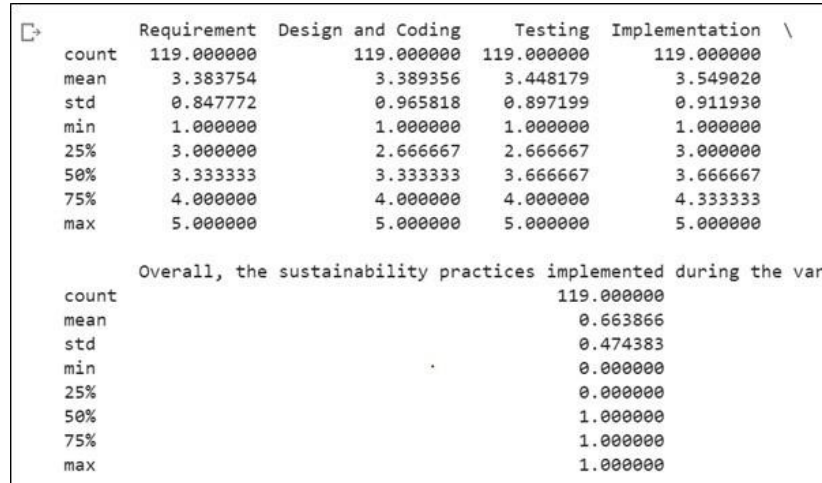 Requirement Design and Coding Testing Implementation \
count 119.000000 119.000000 119.000000 119.000000
mean 3.383754 3.389356 3.448179 3.549020
std 0.847772 0.965818 0.897199 0.911930
min 1.000000 1.000000 1.000000 1.000000
25% 3.000000 2.666667 2.666667 3.000000
50% 3.333333 3.333333 3.666667 3.666667
75% 4.000000 4.000000 4.000000 4.333333
max 5.000000 5.000000 5.000000 5.000000
Overall, the sustainability practices implemented during the var
count 119.000000
mean 0.663866
std 0.474383
min 0.000000
25% 0.000000
50% 1.000000
75% 1.000000
max 1.000000